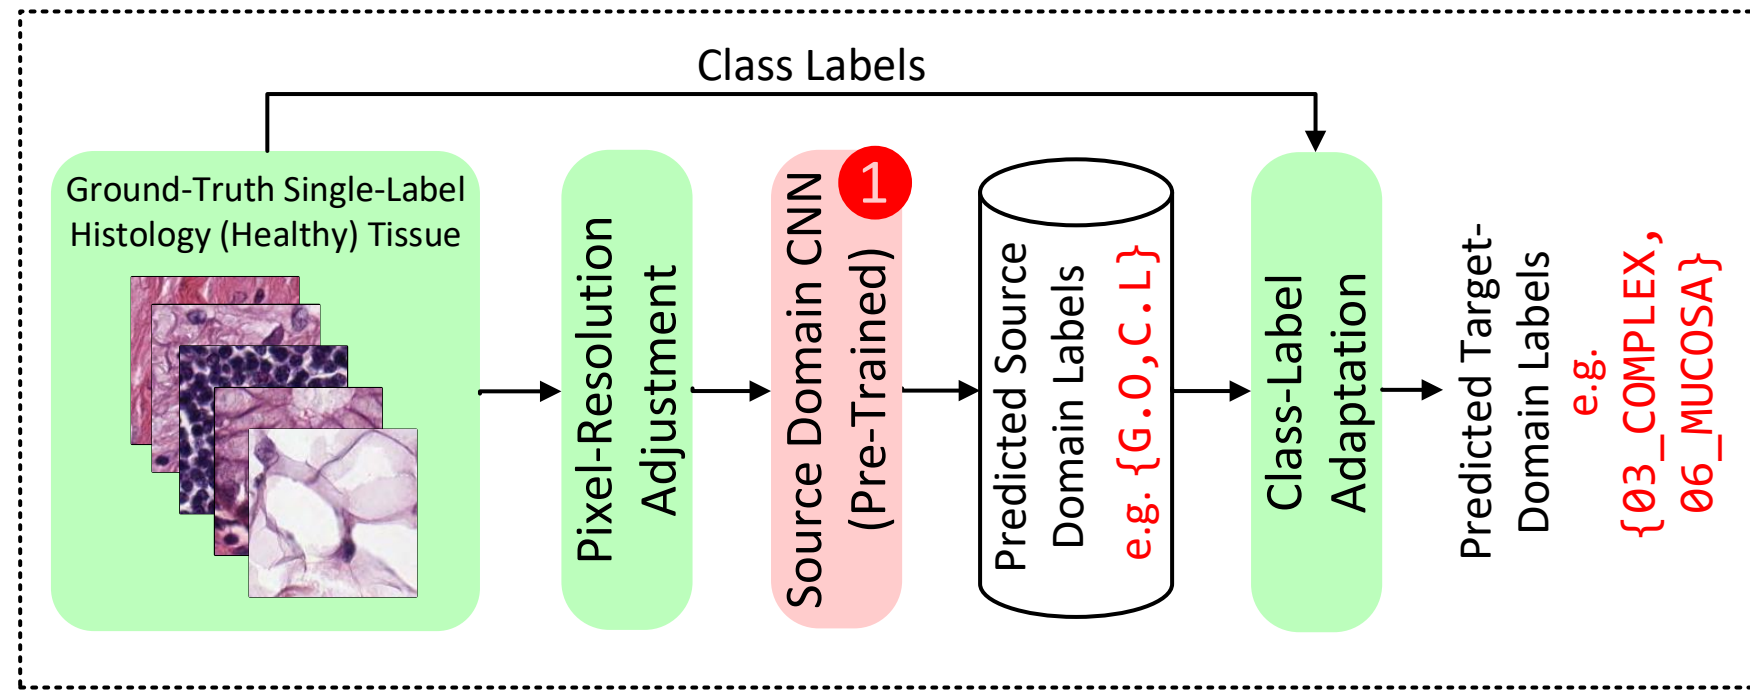 Class Labels
Ground-Truth Single-Label
Histology (Healthy) Tissue
Pixel-Resolution
Adjustment
Source Domain CNN
(Pre-Trained)
1
Predicted Source
Domain Labels
e.g. {G.O,C.L}
Class-Label
Adaptation
Predicted Target-
Domain Labels
e.g.
{03_COMPLEX,
06_MUCOSA}